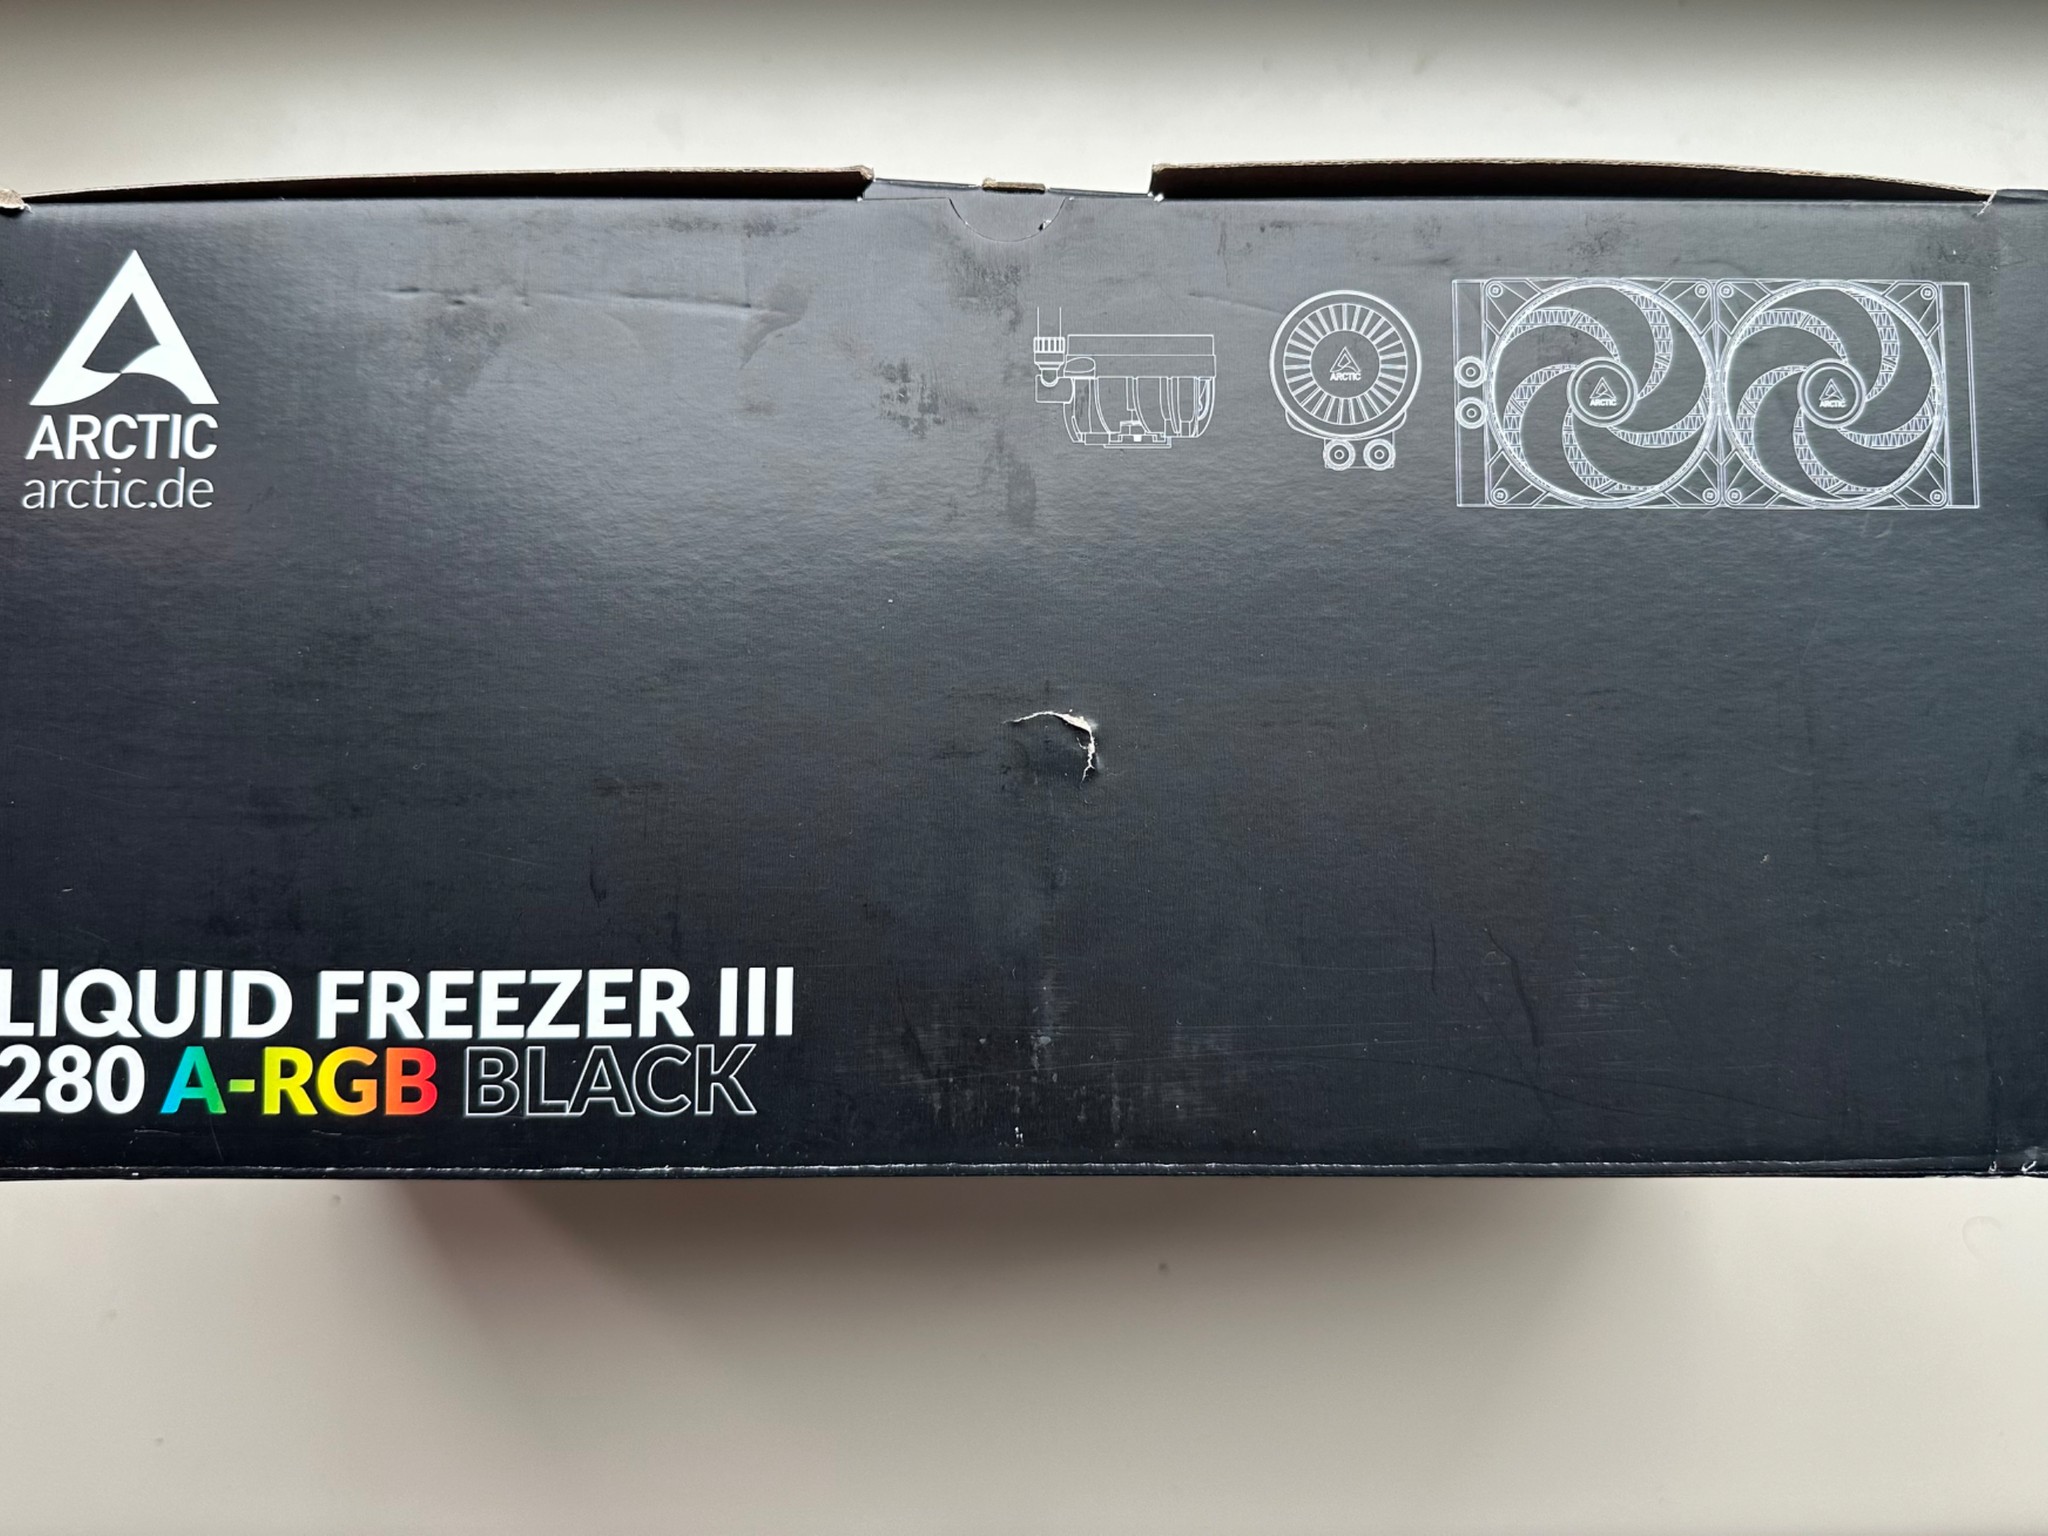 ARCTIC
arctic.de
ARCTIC
ARCTIC
ARCTIC
LIQUID FREEZER III
280 A-RGB BLACK